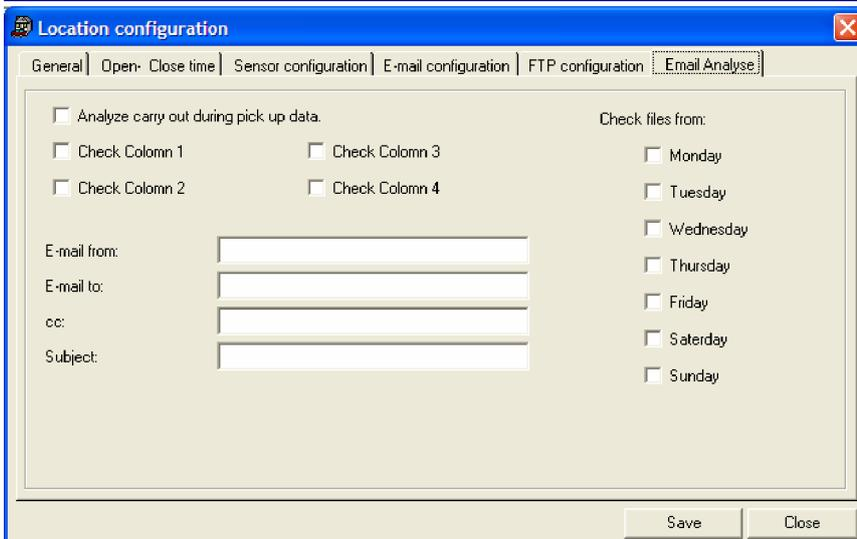 Location configuration
General Open- Close time Sensor configuration E-mail configuration FTP configuration Email Analyse
Analyze carry out during pick up data.
Check Colomn 1 Check Colomn 3
Check Colomn 2 Check Colomn 4
E-mail from:
E-mail to:
cc:
Subject:
Check files from:
Monday
Tuesday
Wednesday
Thursday
Friday
Saterday
Sunday
Save Close